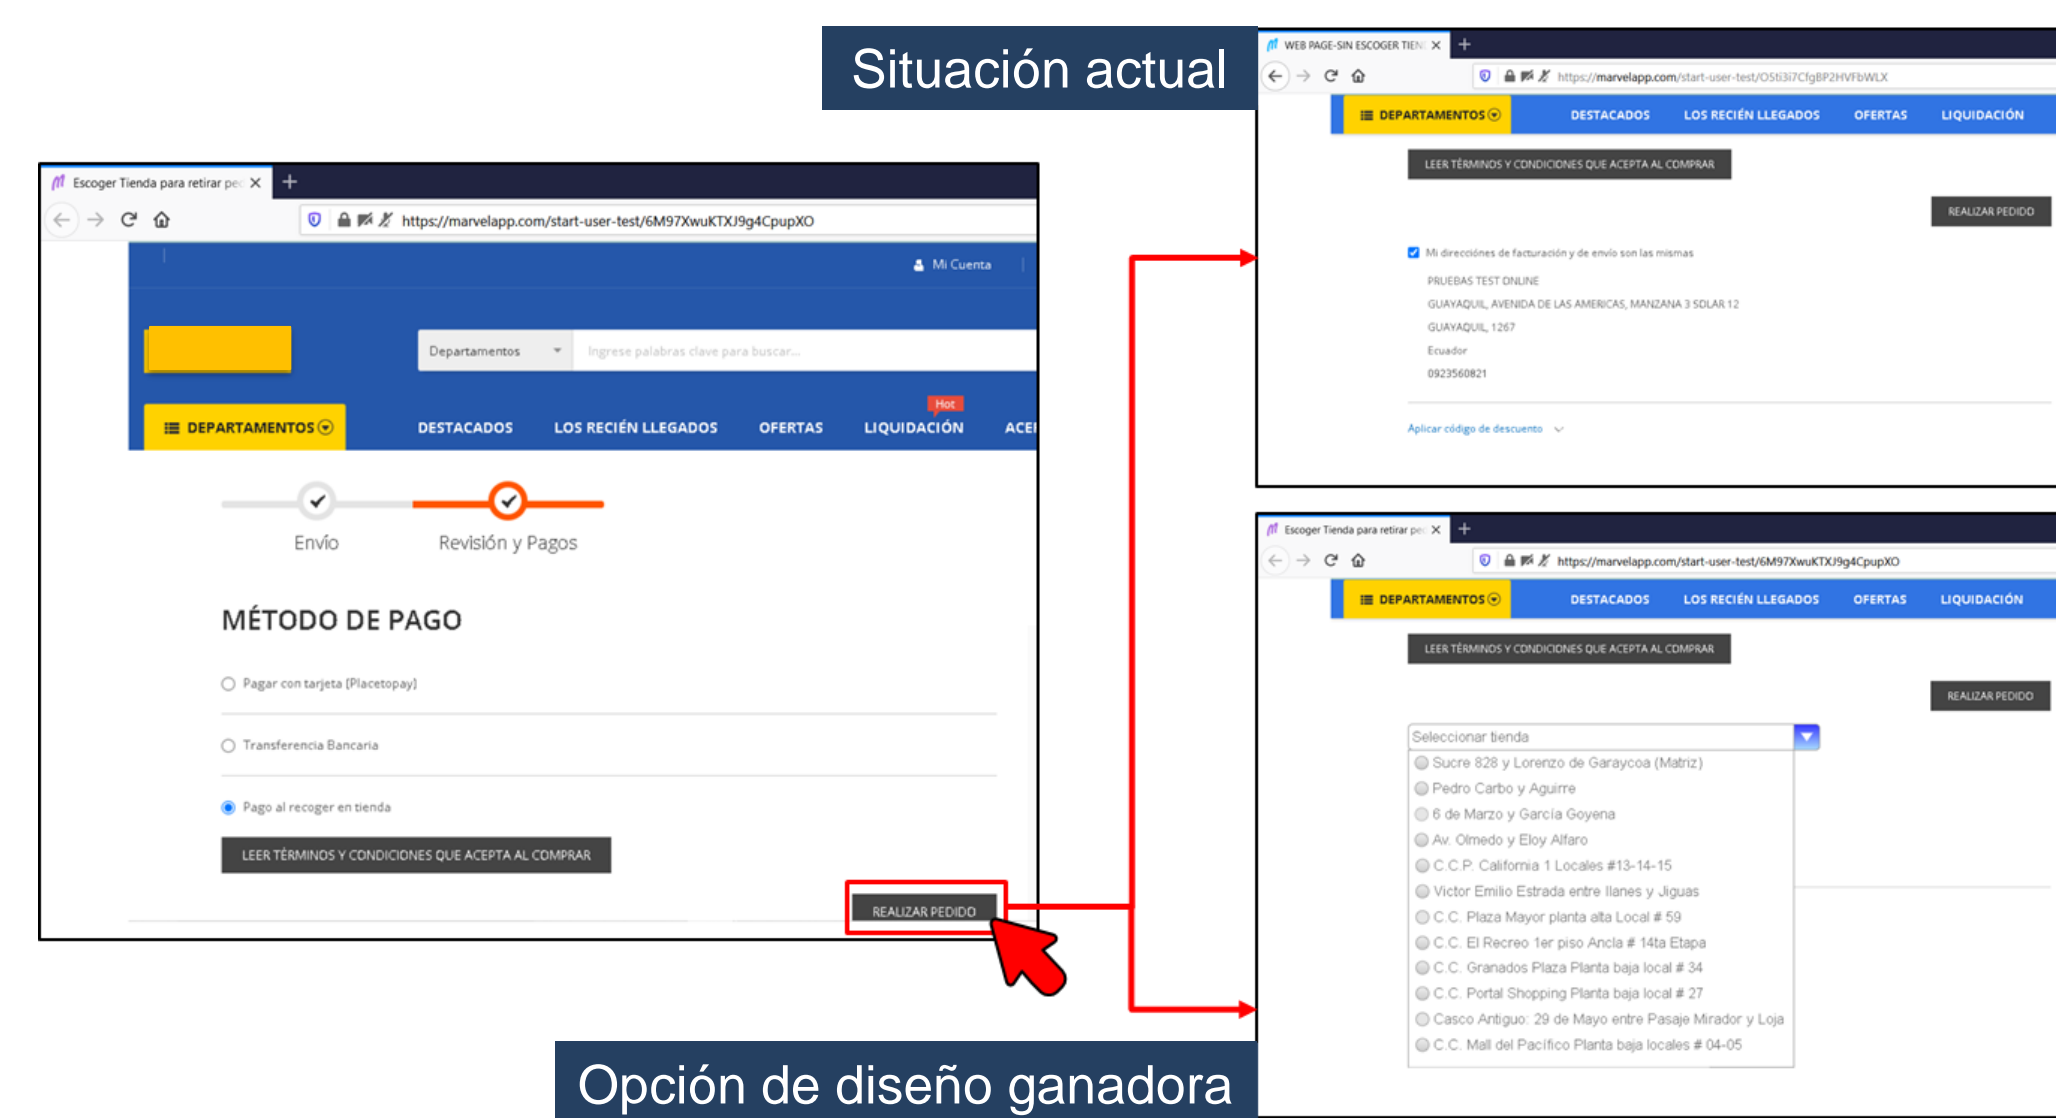 Situación actual
Escoger Tienda para retirar ped
https://marvelapp.com/start-user-test/6M97XwuKTXJ9g4CpupXO
Mi Cuenta
Departamentos
Ingrese palabras clave para buscar...
Hot
DEPARTAMENTOS
DESTACADOS
LOS RECIÉN LLEGADOS
OFERTAS
LIQUIDACIÓN
ACE
Envío
Revisión y Pagos
MÉTODO DE PAGO
Pagar con tarjeta (Placetopay)
Transferencia Bancaria
Pago al recoger en tienda
LEER TÉRMINOS Y CONDICIONES QUE ACEPTA AL COMPRAR
REALIZAR PEDIDO
Opción de diseño ganadora
WEB PAGE-SIN ESCOGER TIEN
https://marvelapp.com/start-user-test/O5ti3i7CfgBP2HVFbWLX
DEPARTAMENTOS
DESTACADOS
LOS RECIÉN LLEGADOS
OFERTAS
LIQUIDACIÓN
LEER TÉRMINOS Y CONDICIONES QUE ACEPTA AL COMPRAR
REALIZAR PEDIDO
Mi direcciónes de facturación y de envío son las mismas
PRUEBAS TEST ONLINE
GUAYAQUIL, AVENIDA DE LAS AMERICAS, MANZANA 3 SOLAR 12
GUAYAQUIL, 1267
Ecuador
0923560821
Aplicar código de descuento
Escoger Tienda para retirar pe
https://marvelapp.com/start-user-test/6M97XwuKTXJ9g4CpupXO
DEPARTAMENTOS
DESTACADOS
LOS RECIÉN LLEGADOS
OFERTAS
LIQUIDACIÓN
LEER TÉRMINOS Y CONDICIONES QUE ACEPTA AL COMPRAR
REALIZAR PEDIDO
Seleccionar tienda
Sucre 828 y Lorenzo de Garaycoa (Matriz)
Pedro Carbo y Aguirre
6 de Marzo y García Goyena
Av. Olmedo y Eloy Alfaro
C.C.P. California 1 Locales #13-14-15
Victor Emilio Estrada entre Ilanes y Jiguas
C.C. Plaza Mayor planta alta Local # 59
C.C. El Recreo 1er piso Ancla # 14ta Etapa
C.C. Granados Plaza Planta baja local # 34
C.C. Portal Shopping Planta baja local # 27
Casco Antiguo: 29 de Mayo entre Pasaje Mirador y Loja
C.C. Mall del Pacífico Planta baja locales # 04-05